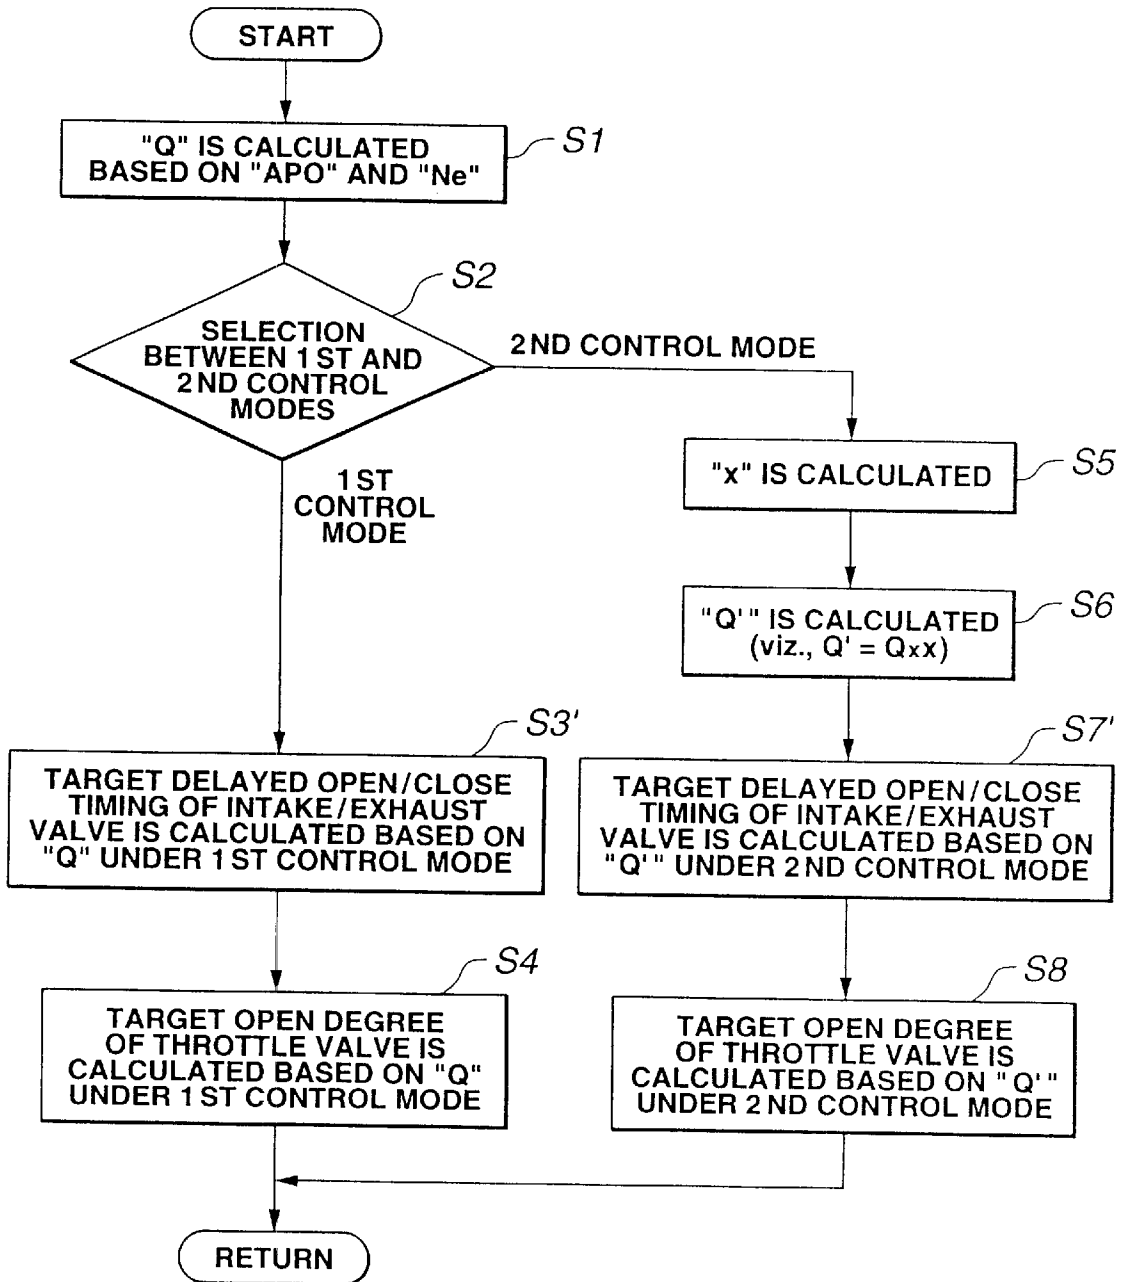 START
"Q" IS CALCULATED
BASED ON "APO" AND "Ne"
S1
S2
SELECTION
BETWEEN 1ST AND
2ND CONTROL
MODES
2ND CONTROL MODE
1ST
CONTROL
MODE
"x" IS CALCULATED
S5
"Q'" IS CALCULATED
(viz., Q' = Qxx)
S6
S3'
TARGET DELAYED OPEN/CLOSE
TIMING OF INTAKE/EXHAUST
VALVE IS CALCULATED BASED ON
"Q" UNDER 1ST CONTROL MODE
S7'
TARGET DELAYED OPEN/CLOSE
TIMING OF INTAKE/EXHAUST
VALVE IS CALCULATED BASED ON
"Q'" UNDER 2ND CONTROL MODE
S4
TARGET OPEN DEGREE
OF THROTTLE VALVE IS
CALCULATED BASED ON "Q"
UNDER 1ST CONTROL MODE
S8
TARGET OPEN DEGREE
OF THROTTLE VALVE IS
CALCULATED BASED ON "Q'"
UNDER 2ND CONTROL MODE
RETURN